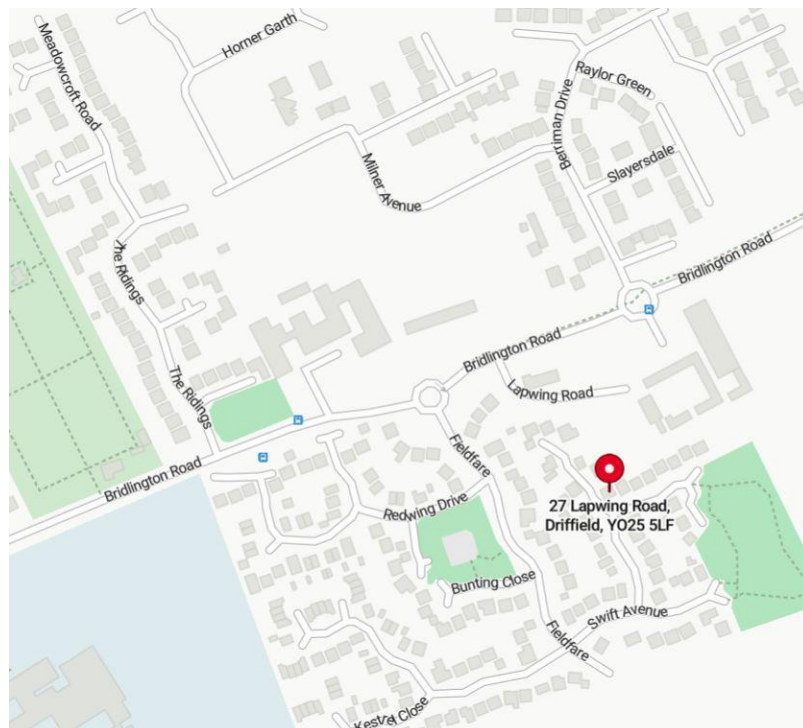 Horner Garth
Meadowcroft Road
Raylor Green
Berriman Drive
Milner Avenue
Slayersdale
The Ridings
Bridlington Road
Bridlington Road
The Ridings
Lapwing Road
Fieldfare
Bridlington Road
Redwing Drive
27 Lapwing Road,
Driffield, YO25 5LF
Bunting Close
Swift Avenue
Fieldfare
Kestrel Close